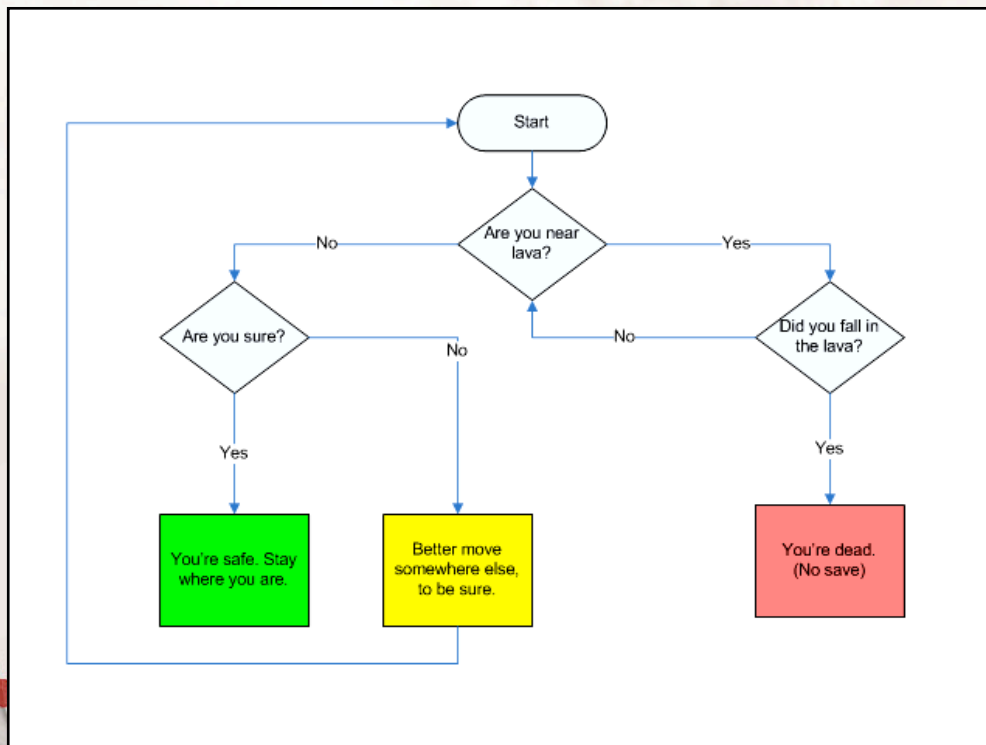 Start
Are you near
lava?
No
Yes
Are you sure?
Did you fall in
the lava?
No
No
Yes
Yes
You're safe. Stay
where you are.
Better move
somewhere else,
to be sure.
You're dead.
(No save)